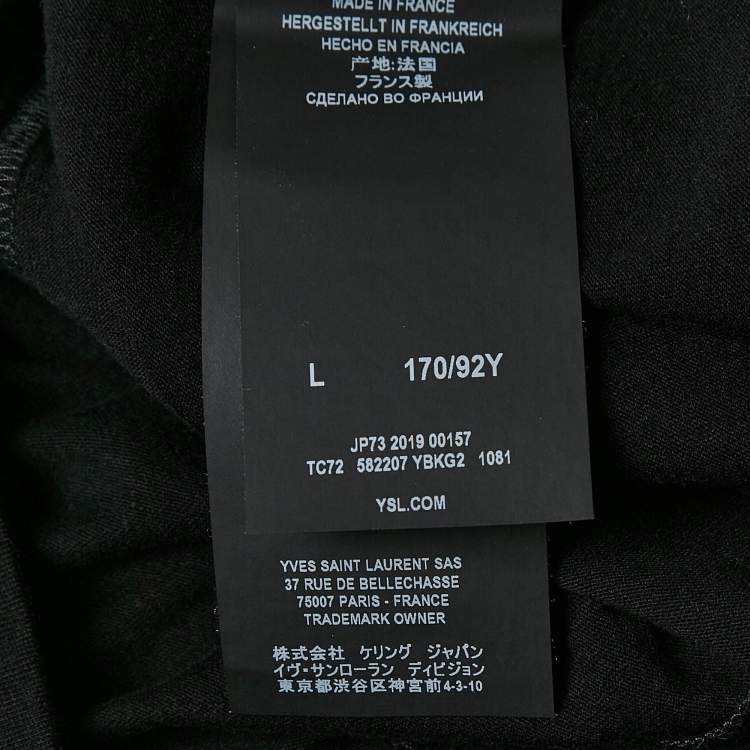 MADE IN FRANCE
HERGESTELLT IN FRANKREICH
HECHO EN FRANCIA
产地:法国
フランス製
СДЕЛАНО ВО ФРАНЦИИ
L 170/92Y
JP73 2019 00157
TC72 582207 YBKG2 1081
YSL.COM
YVES SAINT LAURENT SAS
37 RUE DE BELLECHASSE
75007 PARIS - FRANCE
TRADEMARK OWNER
株式会社 ケリング ジャパン
イヴ・サンローラン ディビジョン
東京都渋谷区神宮前4-3-10